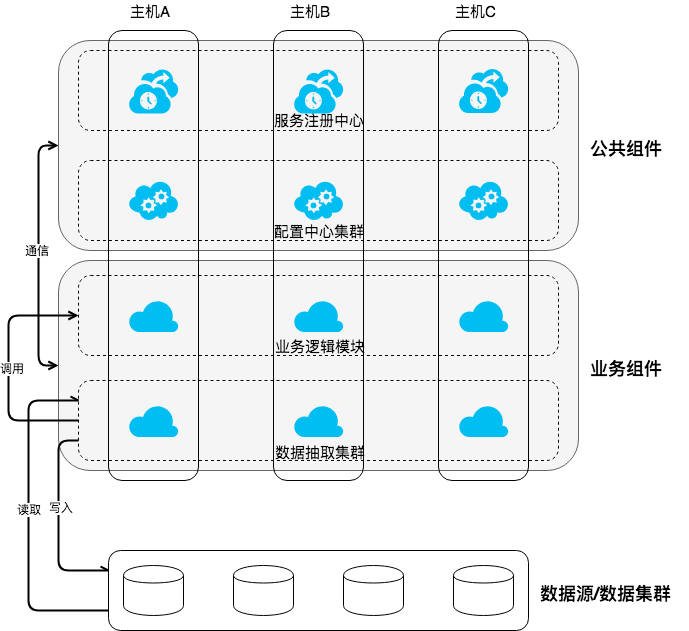 主机A
主机B
主机C
服务注册中心
公共组件
配置中心集群
通信
业务逻辑模块
调用
业务组件
数据抽取集群
读取
写入
数据源/数据集群